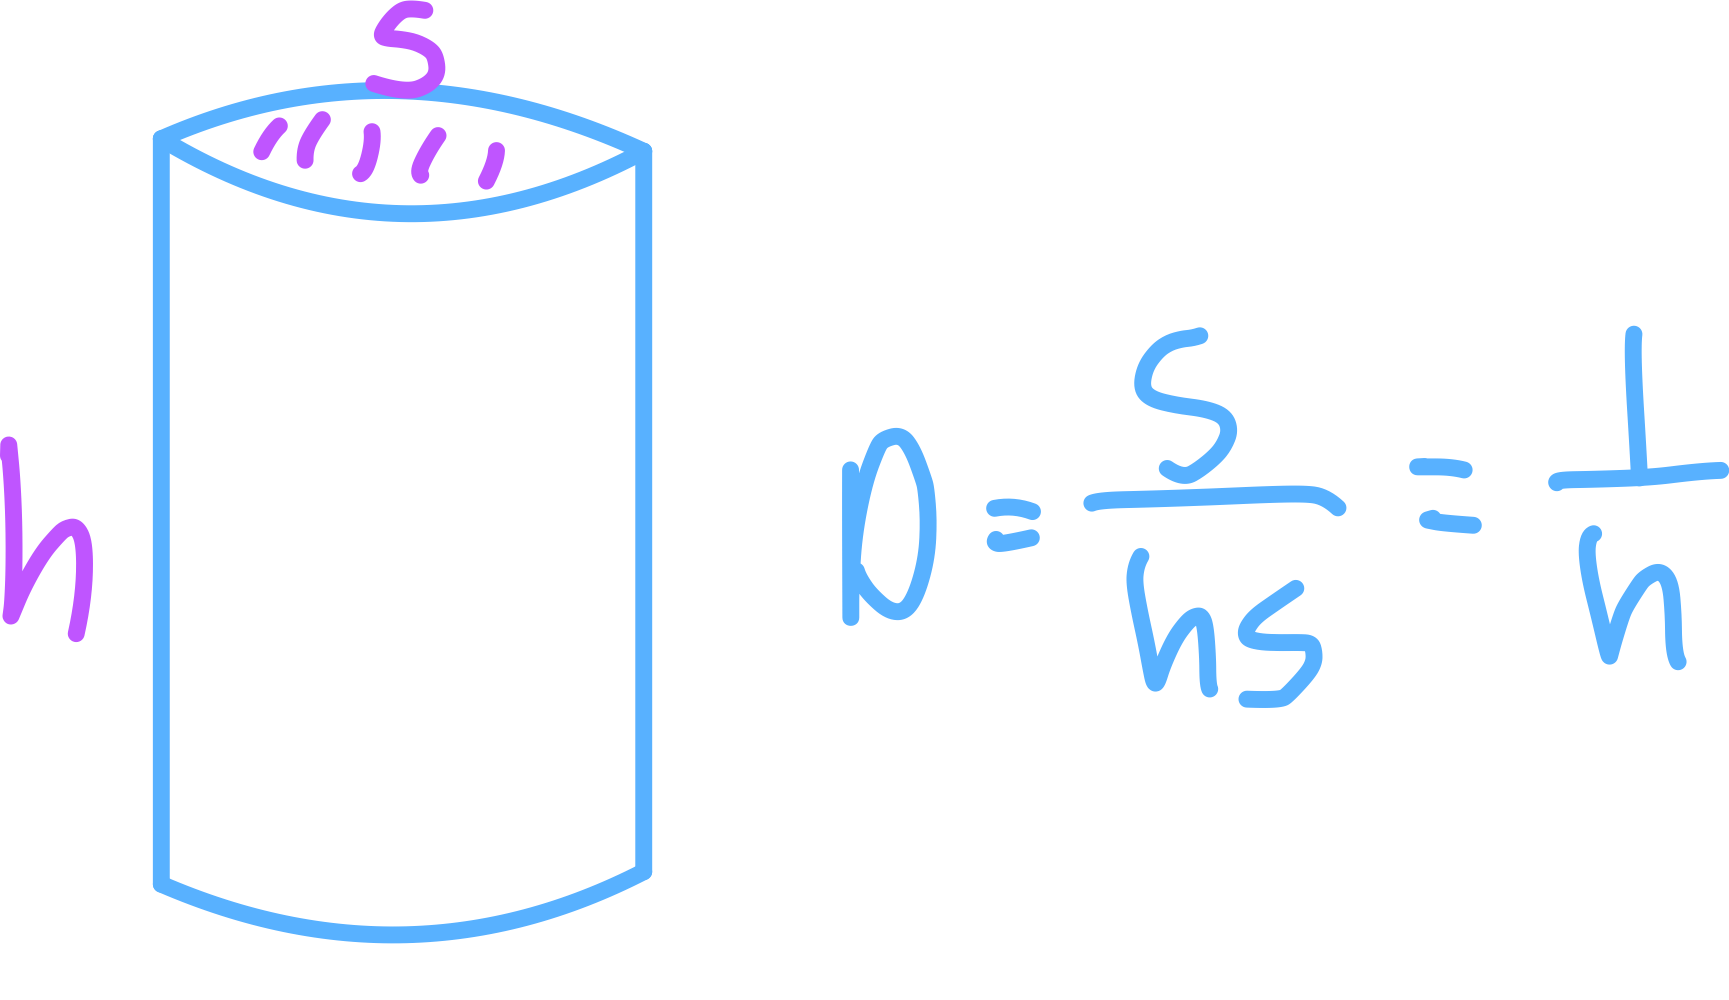 S
h
D = S/hS = 1/h